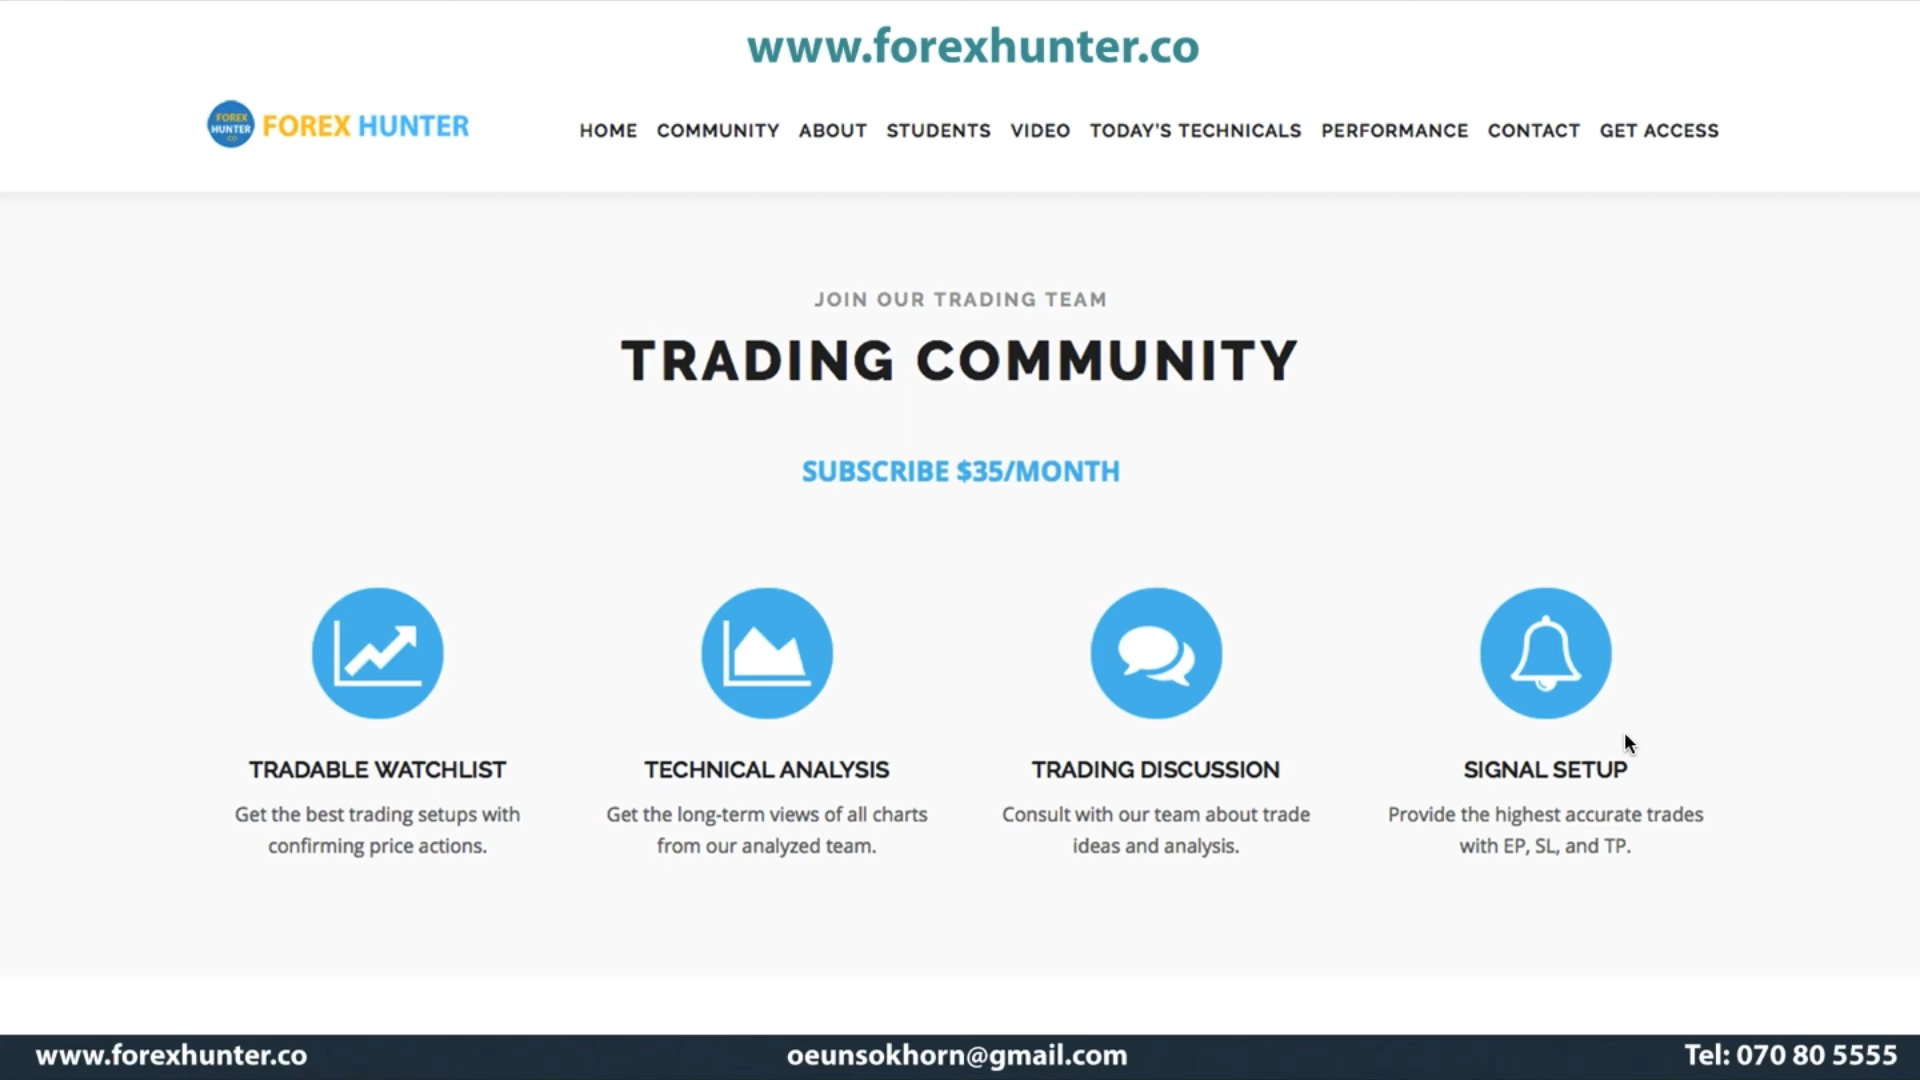 www.forexhunter.co
FOREX
HUNTER
.CO
FOREX HUNTER
HOME COMMUNITY ABOUT STUDENTS VIDEO TODAY'S TECHNICALS PERFORMANCE CONTACT GET ACCESS
JOIN OUR TRADING TEAM
TRADING COMMUNITY
SUBSCRIBE $35/MONTH
TRADABLE WATCHLIST
Get the best trading setups with
confirming price actions.
TECHNICAL ANALYSIS
Get the long-term views of all charts
from our analyzed team.
TRADING DISCUSSION
Consult with our team about trade
ideas and analysis.
SIGNAL SETUP
Provide the highest accurate trades
with EP, SL, and TP.
www.forexhunter.co oeunsokhorn@gmail.com Tel: 070 80 5555